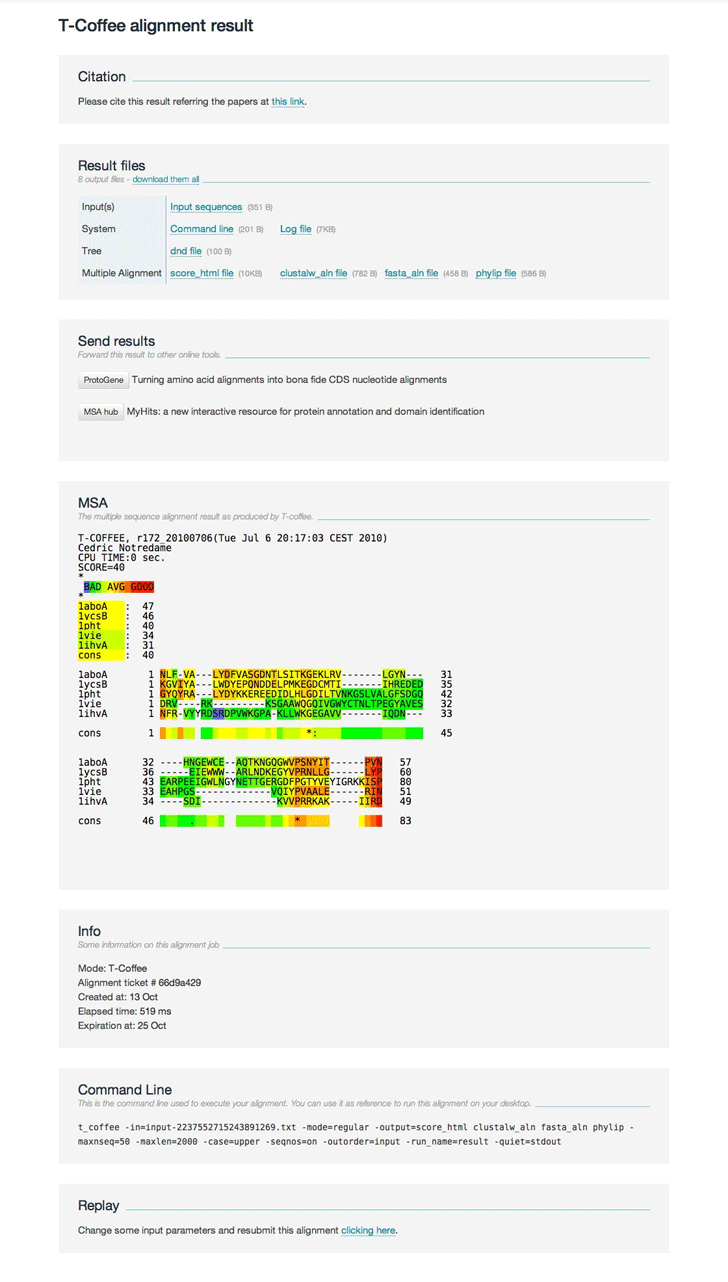 T-Coffee alignment result
Citation
Please cite this result referring the papers at this link.
Result files
8 output files - download them all
Input(s) Input sequences (351 B)
System Command line (201 B) Log file (7KB)
Tree dnd file (100 B)
Multiple Alignment score_html file (10KB) clustalw_aln file (782 B) fasta_aln file (458 B) phylip file (586 B)
Send results
Forward this result to other online tools.
ProtoGene Turning amino acid alignments into bona fide CDS nucleotide alignments
MSA hub MyHits: a new interactive resource for protein annotation and domain identification
MSA
The multiple sequence alignment result as produced by T-coffee.
T-COFFEE, r172_20100706(Tue Jul 6 20:17:03 CEST 2010)
Cedric Notredame
CPU TIME:0 sec.
SCORE=40
*
BAD AVG GOOD
*
1aboA : 47
1ycsB : 46
1pht : 40
1vie : 34
1ihvA : 31
cons : 40
1aboA 1 NLF-VA---LYDFVASGDNTLSITKGEKLRV-------LGYN--- 31
1ycsB 1 KGVIYA---LWDYEPQNDDELPMKEGDCMTI-------IHREDED 35
1pht 1 GYQYRA---LYDYKKEREEDIDLHLGDILTVNKGSLVALGFSDGQ 42
1vie 1 DRV----RK---------KSGAAWQGQIVGWYCTNLTPEGYAVES 32
1ihvA 1 NFR-VYYRDSRDPVWKGPA-KLLWKGEGAVV-------IQDN--- 33
cons 1 *: 45
1aboA 32 ----HNGEWCE--AQTKNGQGWVPSNYIT------PVN 57
1ycsB 36 -----EIEWWW--ARLNDKEGYVPRNLLG------LYP 60
1pht 43 EARPEEIGWLNGYNETTGERGDFPGTYVEYIGRKKISP 80
1vie 33 EAHPGS-------------VQIYPVAALE------RIN 51
1ihvA 34 ----SDI-------------KVVPRRKAK-----IIRD 49
cons 46 . * 83
Info
Some information on this alignment job
Mode: T-Coffee
Alignment ticket # 66d9a429
Created at: 13 Oct
Elapsed time: 519 ms
Expiration at: 25 Oct
Command Line
This is the command line used to execute your alignment. You can use it as reference to run this alignment on your desktop.
t_coffee -in=input-2237552715243891269.txt -mode=regular -output=score_html clustalw_aln fasta_aln phylip -
maxnseq=50 -maxlen=2000 -case=upper -seqnos=on -outorder=input -run_name=result -quiet=stdout
Replay
Change some input parameters and resubmit this alignment clicking here.